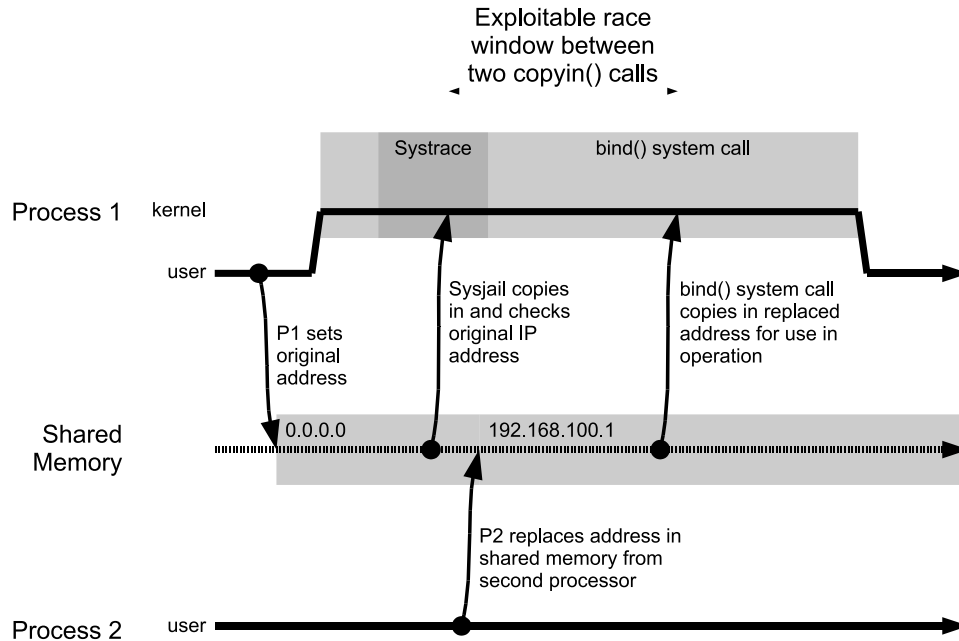 Exploitable race
window between
two copyin() calls
Systrace
bind() system call
Process 1
kernel
user
P1 sets
original
address
Sysjail copies
in and checks
original IP
address
bind() system call
copies in replaced
address for use in
operation
Shared
Memory
0.0.0.0
192.168.100.1
P2 replaces address in
shared memory from
second processor
Process 2
user